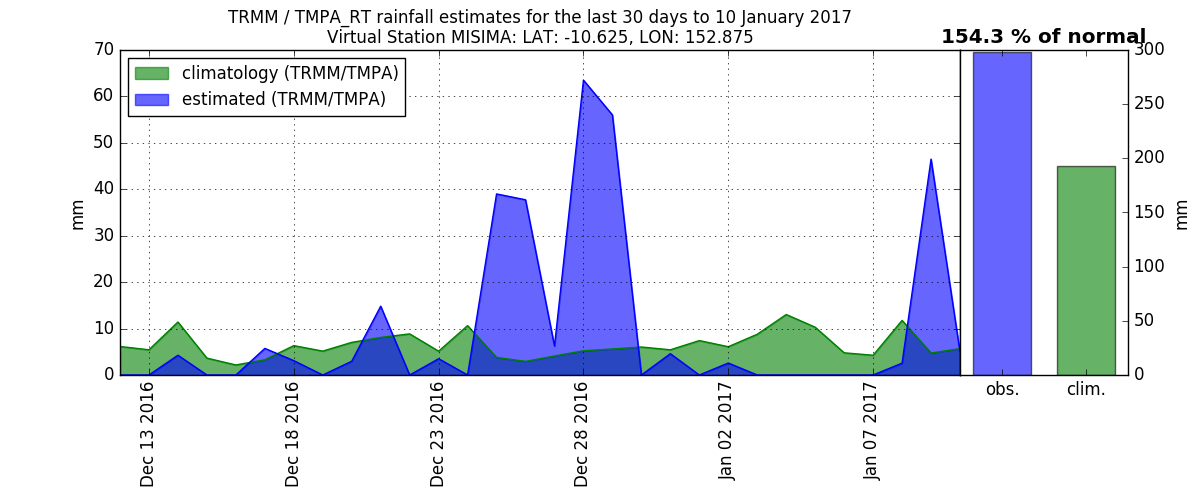 TRMM / TMPA_RT rainfall estimates for the last 30 days to 10 January 2017
Virtual Station MISIMA: LAT: -10.625, LON: 152.875
154.3 % of normal
climatology (TRMM/TMPA)
estimated (TRMM/TMPA)
70
60
50
40
30
20
10
0
mm
Dec 13 2016
Dec 18 2016
Dec 23 2016
Dec 28 2016
Jan 02 2017
Jan 07 2017
300
250
200
150
100
50
0
mm
obs.
clim.